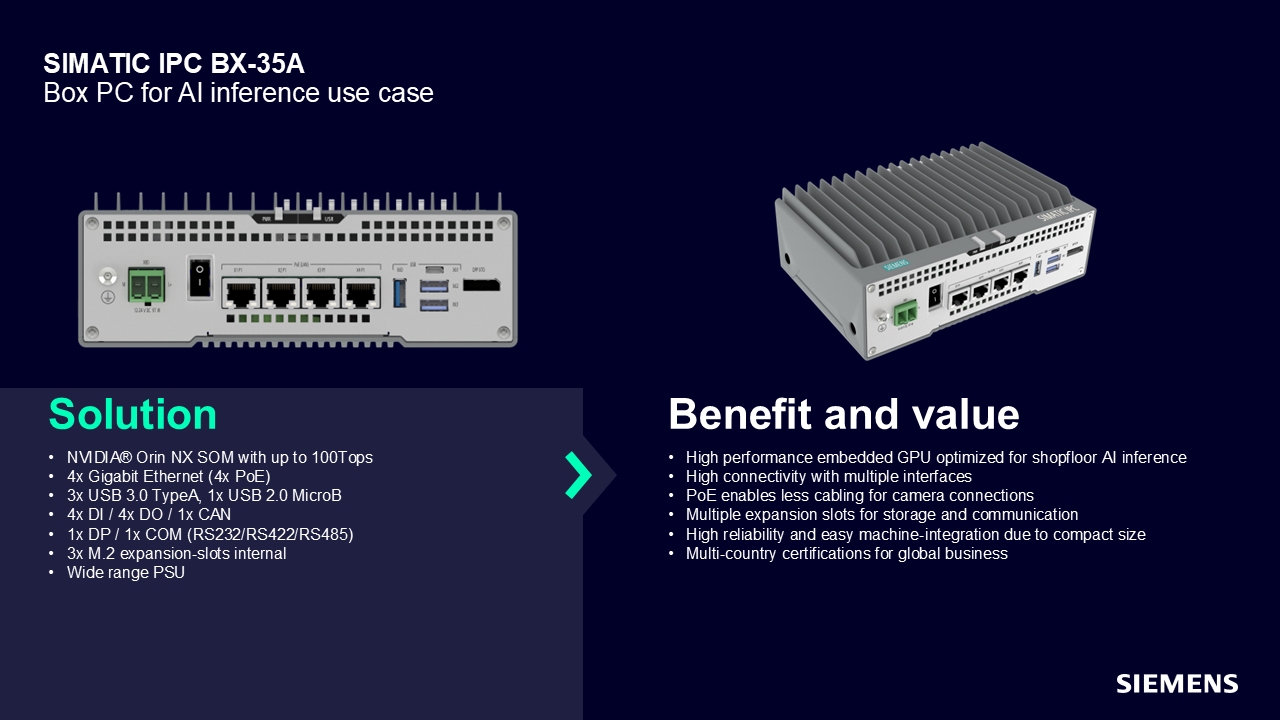 SIMATIC IPC BX-35A
Box PC for AI inference use case
PWR
USR
SIMATIC IPC
SIEMENS
Solution
• NVIDIA® Orin NX SOM with up to 100Tops
• 4x Gigabit Ethernet (4x PoE)
• 3x USB 3.0 TypeA, 1x USB 2.0 MicroB
• 4x DI / 4x DO / 1x CAN
• 1x DP / 1x COM (RS232/RS422/RS485)
• 3x M.2 expansion-slots internal
• Wide range PSU
Benefit and value
• High performance embedded GPU optimized for shopfloor AI inference
• High connectivity with multiple interfaces
• PoE enables less cabling for camera connections
• Multiple expansion slots for storage and communication
• High reliability and easy machine-integration due to compact size
• Multi-country certifications for global business
SIEMENS